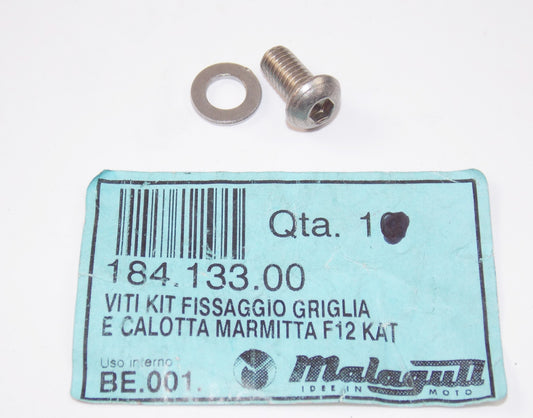 Qta. 1
184.133.00
VITI KIT FISSAGGIO GRIGLIA
E CALOTTA MARMITTA F12 KAT
Uso interno
BE.001.
Malaguti
IDEE IN MOTO